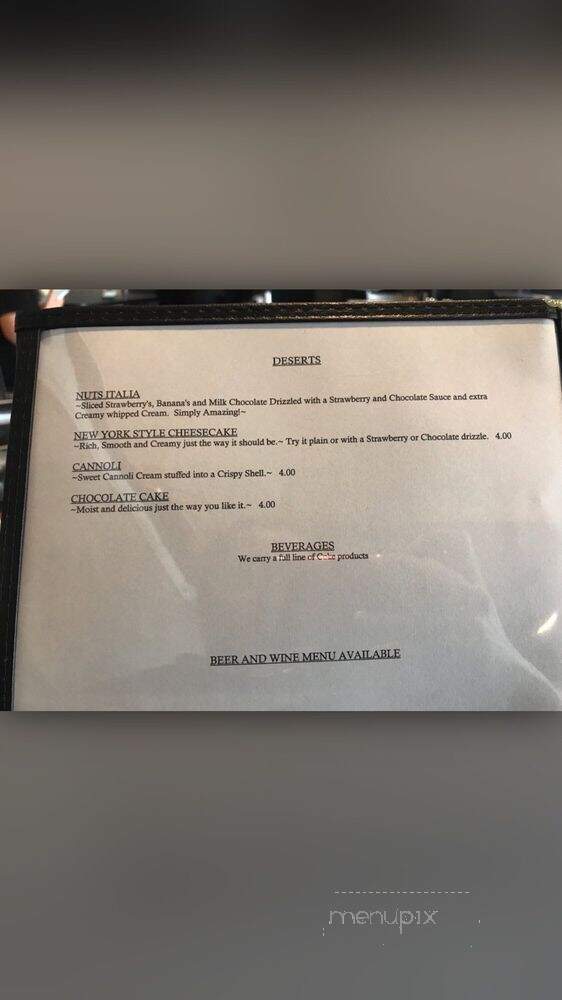 DESERTS
NUTS ITALIA
~Sliced Strawberry's, Banana's and Milk Chocolate Drizzled with a Strawberry and Chocolate Sauce and extra
Creamy whipped Cream. Simply Amazing!~
NEW YORK STYLE CHEESECAKE
~Rich, Smooth and Creamy just the way it should be.~ Try it plain or with a Strawberry or Chocolate drizzle. 4.00
CANNOLI
~Sweet Cannoli Cream stuffed into a Crispy Shell.~ 4.00
CHOCOLATE CAKE
~Moist and delicious just the way you like it.~ 4.00
BEVERAGES
We carry a full line of Coke products
BEER AND WINE MENU AVAILABLE
menupix